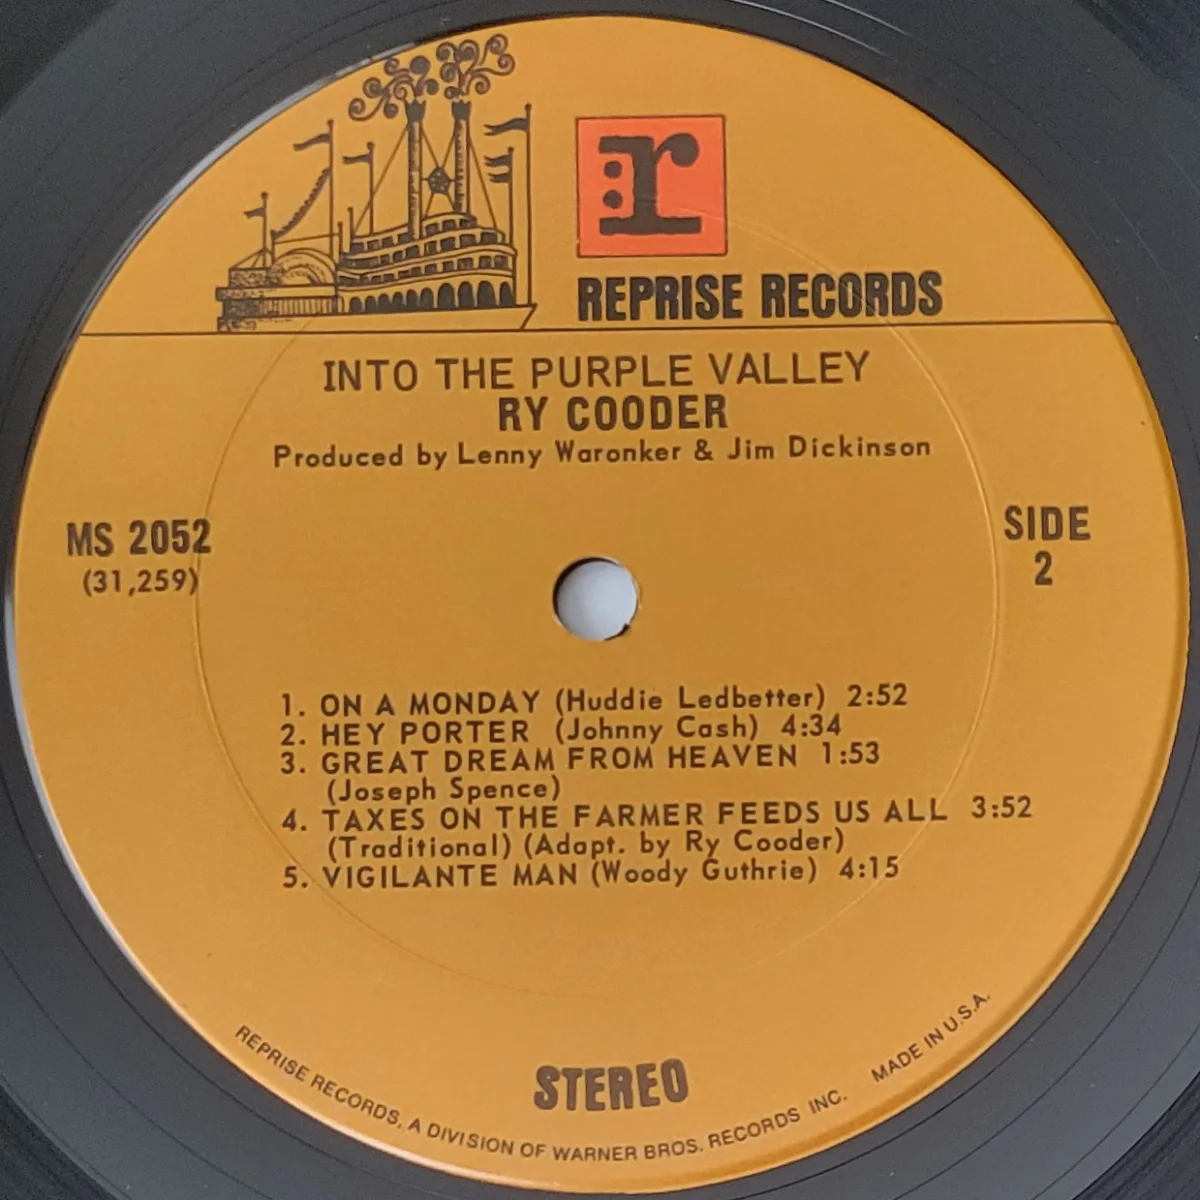 :r
REPRISE RECORDS
INTO THE PURPLE VALLEY
RY COODER
Produced by Lenny Waronker & Jim Dickinson
MS 2052
(31,259)
SIDE
2
1. ON A MONDAY (Huddie Ledbetter) 2:52
2. HEY PORTER (Johnny Cash) 4:34
3. GREAT DREAM FROM HEAVEN 1:53
(Joseph Spence)
4. TAXES ON THE FARMER FEEDS US ALL 3:52
(Traditional) (Adapt. by Ry Cooder)
5. VIGILANTE MAN (Woody Guthrie) 4:15
STEREO
REPRISE RECORDS, A DIVISION OF WARNER BROS. RECORDS INC. MADE IN U.S.A.